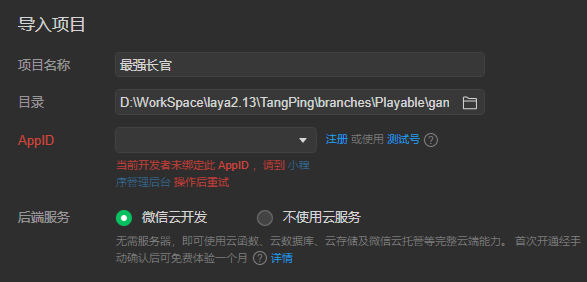 导入项目
项目名称 最强长官
目录 D:\WorkSpace\laya2.13\TangPing\branches\Playable\gan
AppID 注册 或使用 测试号 ?
当前开发者未绑定此 AppID ，请到 小程
序管理后台 操作后重试
后端服务 微信云开发 不使用云服务
无需服务器，即可使用云函数、云数据库、云存储及微信云托管等完整云端能力。 首次开通经手
动确认后可免费体验一个月 ? 详情